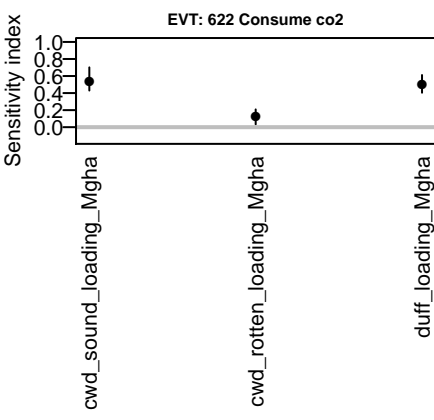 EVT: 622 Consume co2
Sensitivity index
1.0
0.8
0.6
0.4
0.2
0.0
cwd_sound_loading_Mgha
cwd_rotten_loading_Mgha
duff_loading_Mgha